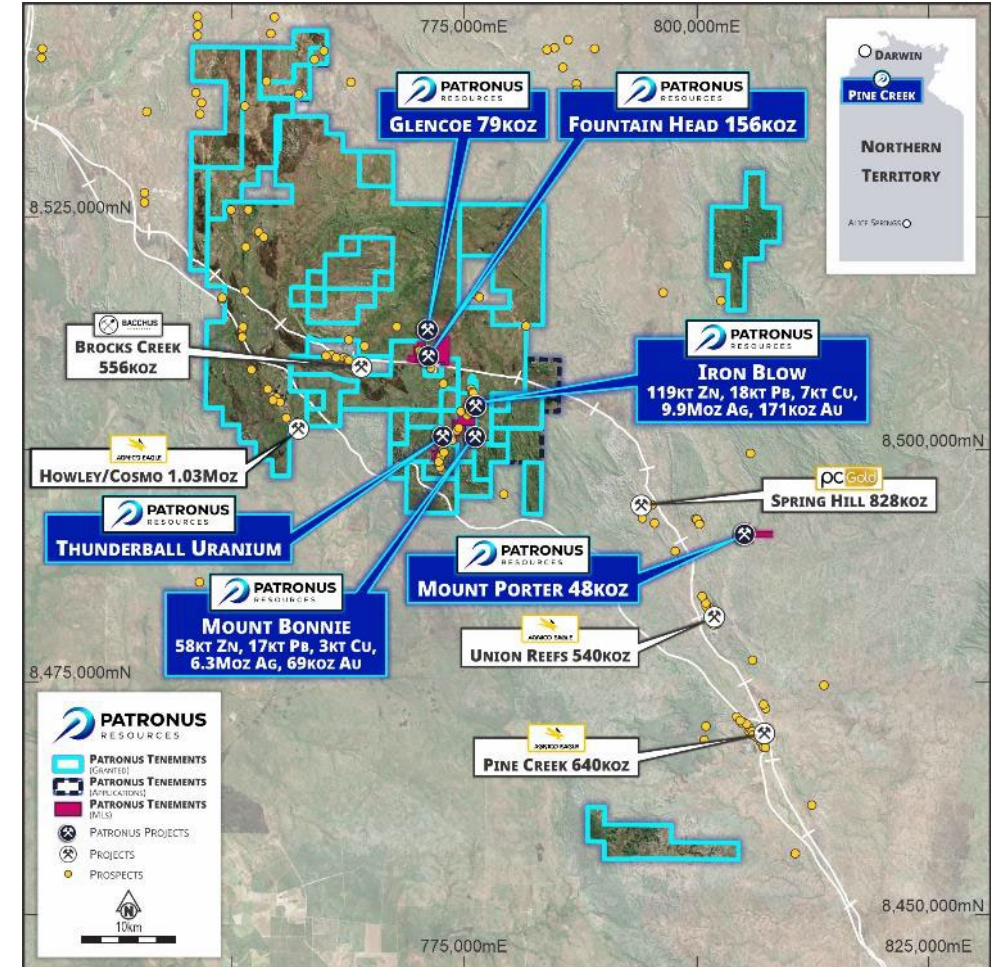 775,000mE
800,000mE
DARWIN
PINE CREEK
NORTHERN
TERRITORY
ALICE SPRINGS
PATRONUS
RESOURCES
GLENCOE 79KOZ
PATRONUS
RESOURCES
FOUNTAIN HEAD 156KOZ
8,525,000mN
BACCHUS
BROCKS CREEK
556KOZ
PATRONUS
RESOURCES
IRON BLOW
119KT ZN, 18KT PB, 7KT CU,
9.9MOZ AG, 171KOZ AU
8,500,000mN
AGNICO EAGLE
HOWLEY/COSMO 1.03MOZ
pcGold
SPRING HILL 828KOZ
PATRONUS
RESOURCES
THUNDERBALL URANIUM
PATRONUS
RESOURCES
MOUNT PORTER 48KOZ
PATRONUS
RESOURCES
MOUNT BONNIE
58KT ZN, 17KT PB, 3KT CU,
6.3MOZ AG, 69KOZ AU
AGNICO EAGLE
UNION REEFS 540KOZ
8,475,000mN
AGNICO EAGLE
PINE CREEK 640KOZ
PATRONUS
RESOURCES
PATRONUS TENEMENTS
(GRANTED)
PATRONUS TENEMENTS
(APPLICATIONS)
PATRONUS TENEMENTS
(MLS)
PATRONUS PROJECTS
PROJECTS
PROSPECTS
N
10km
8,450,000mN
775,000mE
825,000mE